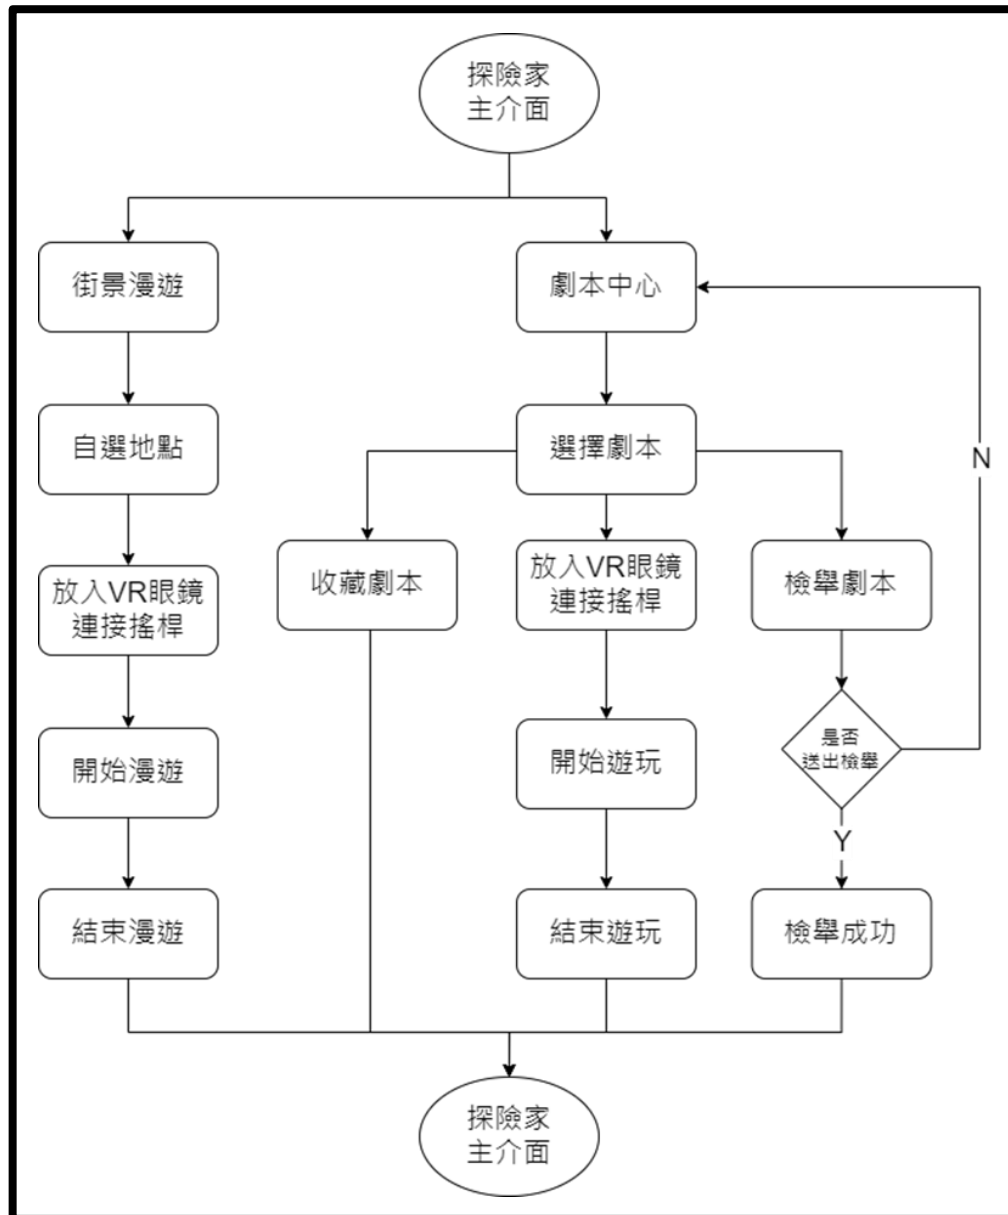 探險家
主介面
街景漫遊
劇本中心
自選地點
選擇劇本
N
放入VR眼鏡
連接搖桿
收藏劇本
放入VR眼鏡
連接搖桿
檢舉劇本
開始漫遊
開始遊玩
是否
送出檢舉
Y
結束漫遊
結束遊玩
檢舉成功
探險家
主介面